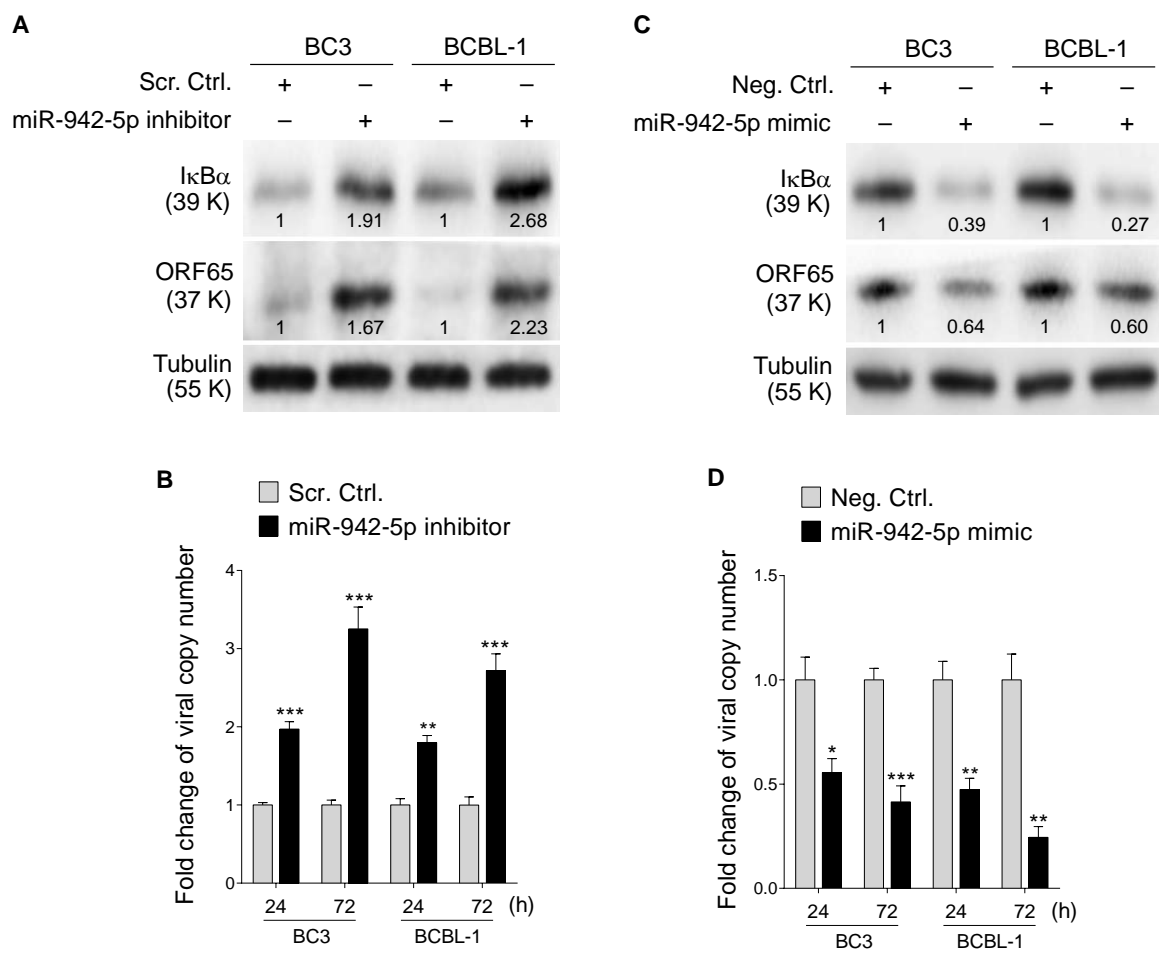 A
BC3 BCBL-1
Scr. Ctrl. + – + –
miR-942-5p inhibitor – + – +
IκBα
(39 K)
1 1.91 1 2.68
ORF65
(37 K)
1 1.67 1 2.23
Tubulin
(55 K)
C
BC3 BCBL-1
Neg. Ctrl. + – + –
miR-942-5p mimic – + – +
IκBα
(39 K)
1 0.39 1 0.27
ORF65
(37 K)
1 0.64 1 0.60
Tubulin
(55 K)
B
Scr. Ctrl.
miR-942-5p inhibitor
Fold change of viral copy number
4
3
2
1
0
*** *** ** ***
24 72 24 72 (h)
BC3 BCBL-1
D
Neg. Ctrl.
miR-942-5p mimic
Fold change of viral copy number
1.5
1.0
0.5
0.0
* *** ** **
24 72 24 72 (h)
BC3 BCBL-1